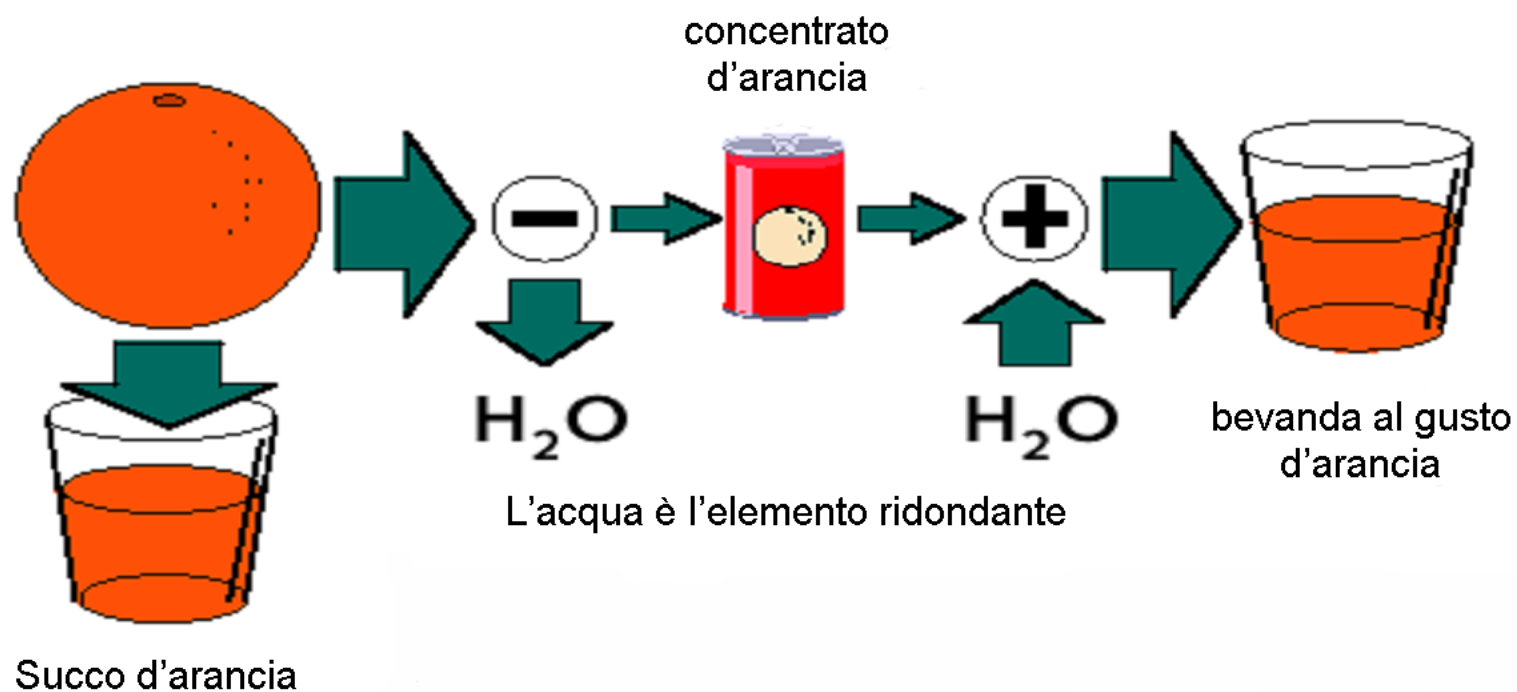 concentrato
d’arancia
H₂O
H₂O
bevanda al gusto
d’arancia
L’acqua è l’elemento ridondante
Succo d’arancia